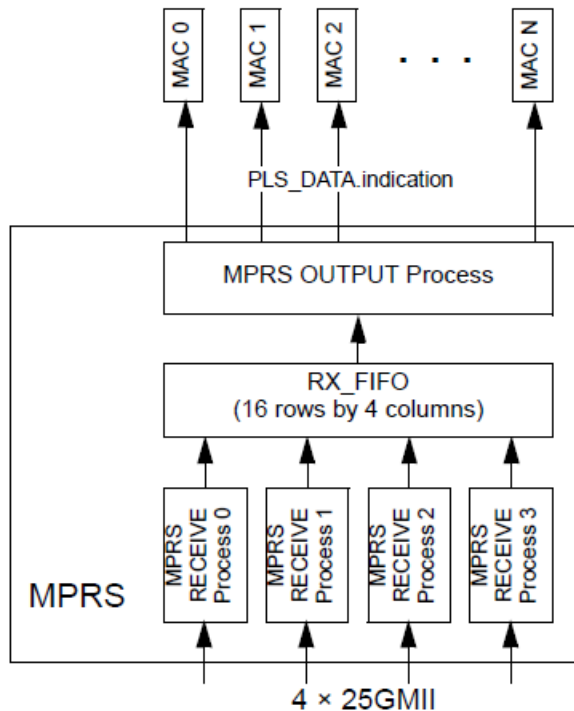 MAC 0
MAC 1
MAC 2
. . .
MAC N
PLS_DATA.indication
MPRS OUTPUT Process
RX_FIFO
(16 rows by 4 columns)
MPRS
RECEIVE
Process 0
MPRS
RECEIVE
Process 1
MPRS
RECEIVE
Process 2
MPRS
RECEIVE
Process 3
MPRS
4 × 25GMII